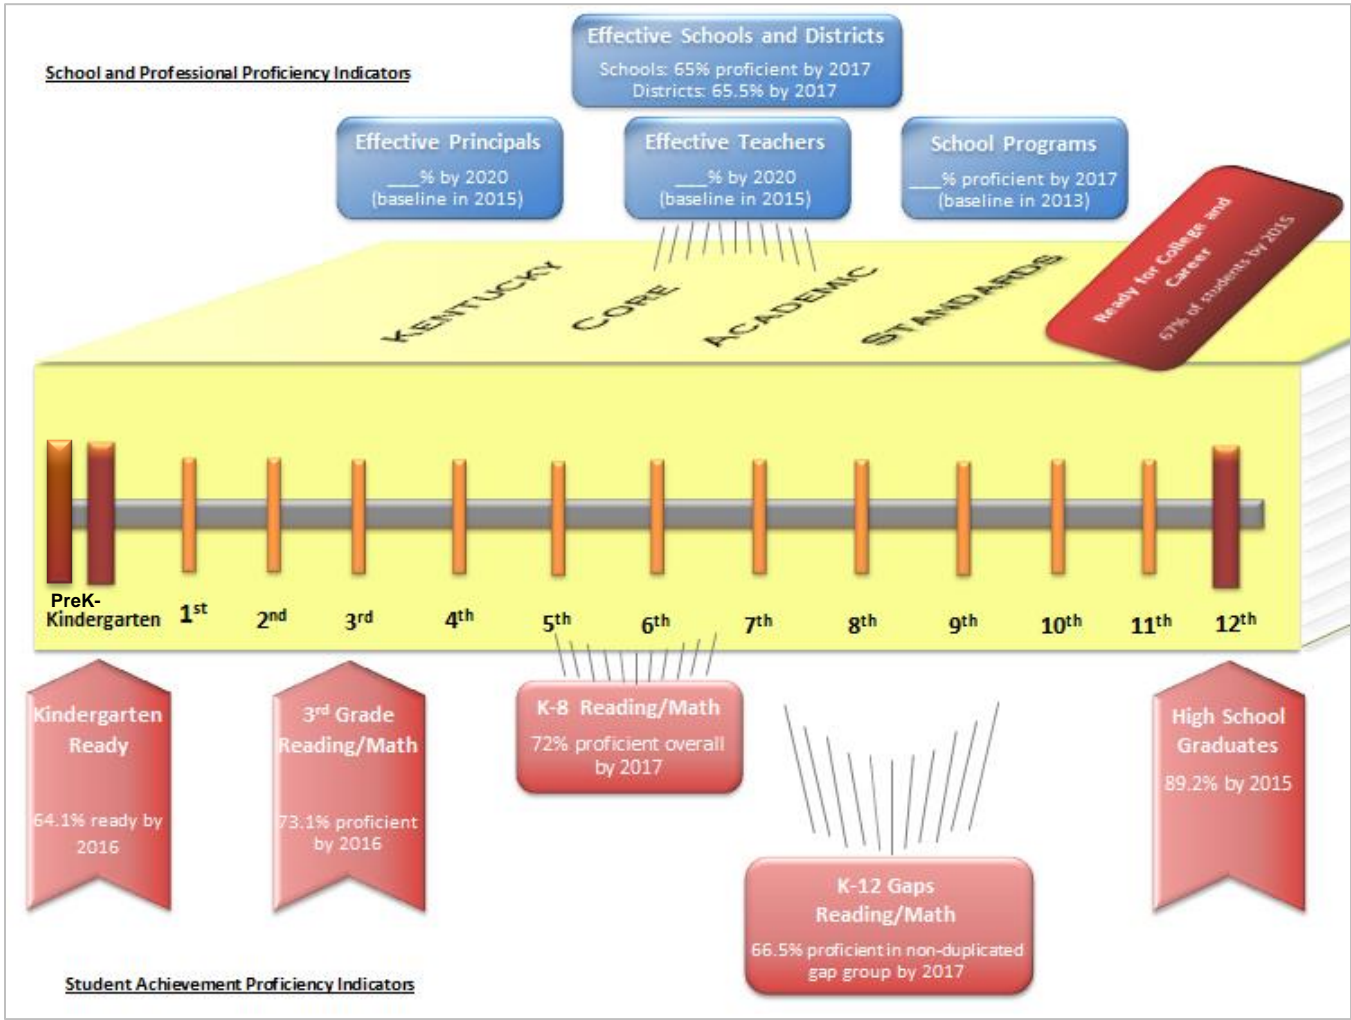 School and Professional Proficiency Indicators
Effective Schools and Districts
Schools: 65% proficient by 2017
Districts: 65.5% by 2017
Effective Principals
___% by 2020
(baseline in 2015)
Effective Teachers
___% by 2020
(baseline in 2015)
School Programs
___% proficient by 2017
(baseline in 2013)
Ready for College and
Career
67% of students by 2015
KENTUCKY
CORE
ACADEMIC
STANDARDS
PreK-
Kindergarten
1st
2nd
3rd
4th
5th
6th
7th
8th
9th
10th
11th
12th
Kindergarten
Ready
64.1% ready by
2016
3rd Grade
Reading/Math
73.1% proficient
by 2016
K-8 Reading/Math
72% proficient overall
by 2017
K-12 Gaps
Reading/Math
66.5% proficient in non-duplicated
gap group by 2017
High School
Graduates
89.2% by 2015
Student Achievement Proficiency Indicators